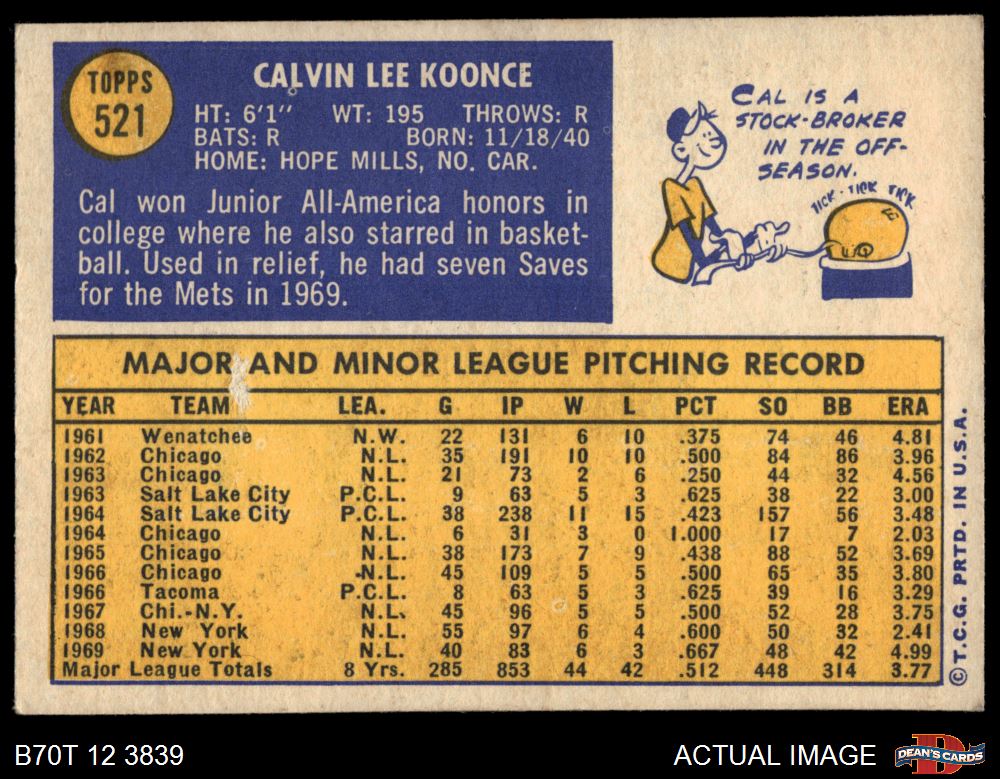 TOPPS
521
CALVIN LEE KOONCE
HT: 6'1" WT: 195 THROWS: R
BATS: R BORN: 11/18/40
HOME: HOPE MILLS, NO. CAR.
Cal won Junior All-America honors in
college where he also starred in basket-
ball. Used in relief, he had seven Saves
for the Mets in 1969.
CAL IS A
STOCK-BROKER
IN THE OFF-
SEASON.
TICK - TICK TICK
MAJOR AND MINOR LEAGUE PITCHING RECORD
YEAR TEAM LEA. G IP W L PCT SO BB ERA
1961 Wenatchee N.W. 22 131 6 10 .375 74 46 4.81
1962 Chicago N.L. 35 191 10 10 .500 84 86 3.96
1963 Chicago N.L. 21 73 2 6 .250 44 32 4.56
1963 Salt Lake City P.C.L. 9 63 5 3 .625 38 22 3.00
1964 Salt Lake City P.C.L. 38 238 11 15 .423 157 56 3.48
1964 Chicago N.L. 6 31 3 0 1.000 17 7 2.03
1965 Chicago N.L. 38 173 7 9 .438 88 52 3.69
1966 Chicago N.L. 45 109 5 5 .500 65 35 3.80
1966 Tacoma P.C.L. 8 63 5 3 .625 39 16 3.29
1967 Chi.-N.Y. N.L. 45 96 5 5 .500 52 28 3.75
1968 New York N.L. 55 97 6 4 .600 50 32 2.41
1969 New York N.L. 40 83 6 3 .667 48 42 4.99
Major League Totals 8 Yrs. 285 853 44 42 .512 448 314 3.77
© T.C.G. PRTD. IN U.S.A.
B70T 12 3839
ACTUAL IMAGE
D
DEAN'S CARDS